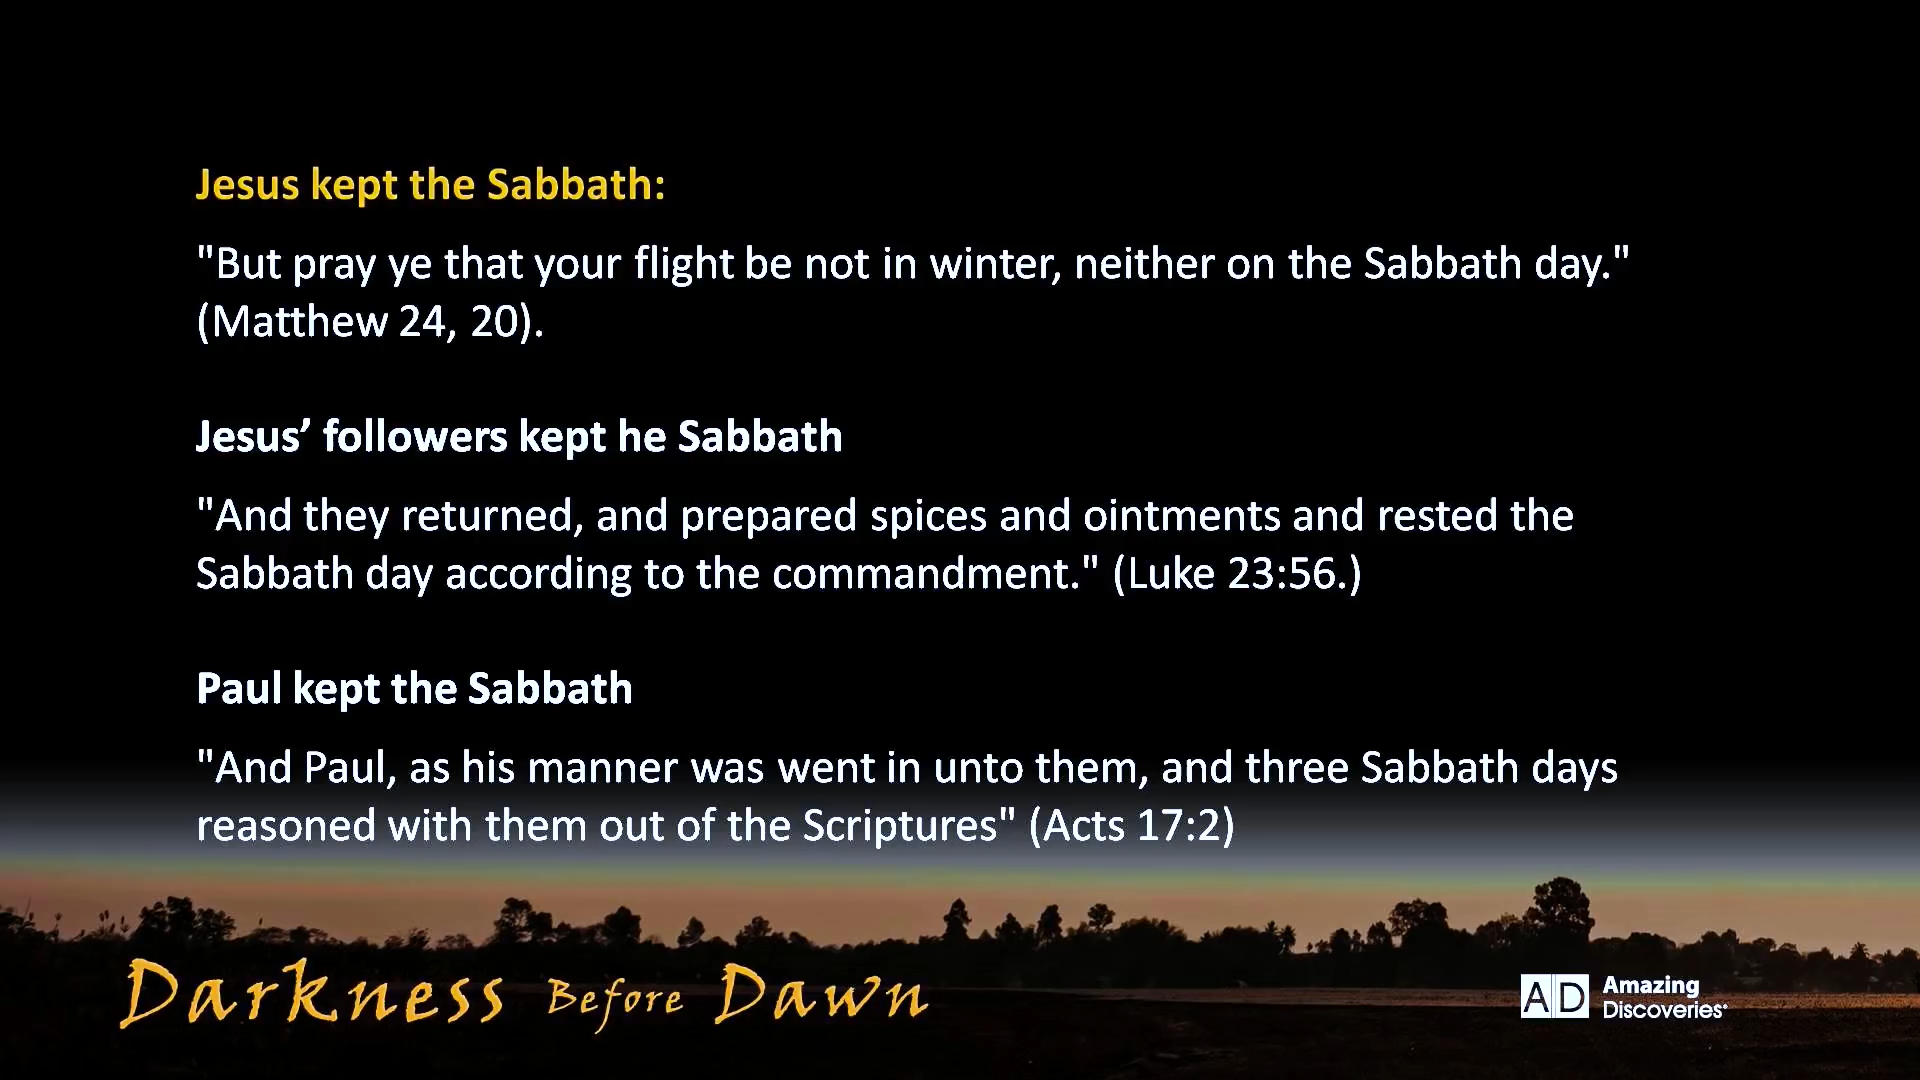 Jesus kept the Sabbath:
"But pray ye that your flight be not in winter, neither on the Sabbath day."
(Matthew 24, 20).
Jesus’ followers kept he Sabbath
"And they returned, and prepared spices and ointments and rested the
Sabbath day according to the commandment." (Luke 23:56.)
Paul kept the Sabbath
"And Paul, as his manner was went in unto them, and three Sabbath days
reasoned with them out of the Scriptures" (Acts 17:2)
Darkness Before Dawn
AD Amazing
Discoveries